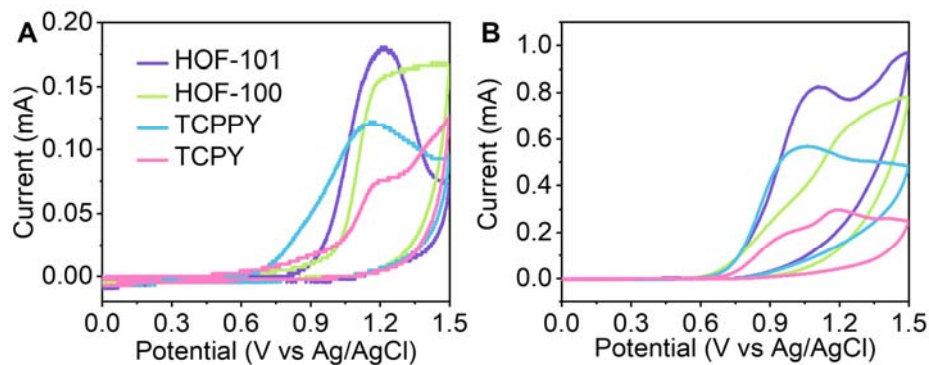 A
HOF-101
HOF-100
TCPPY
TCPY
Current (mA)
0.20
0.15
0.10
0.05
0.00
0.0 0.3 0.6 0.9 1.2 1.5
Potential (V vs Ag/AgCl)
B
Current (mA)
1.0
0.8
0.6
0.4
0.2
0.0
0.0 0.3 0.6 0.9 1.2 1.5
Potential (V vs Ag/AgCl)